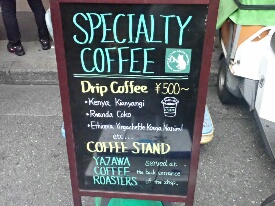 SPECIALTY
COFFEE
Drip Coffee ¥500~
• Kenya Kianyangi
• Rwanda Coko
• Ethiopia Yirgacheffe Konga
etc...
COFFEE STAND
YAZAWA served at
COFFEE the back entrance
ROASTERS of the shop.